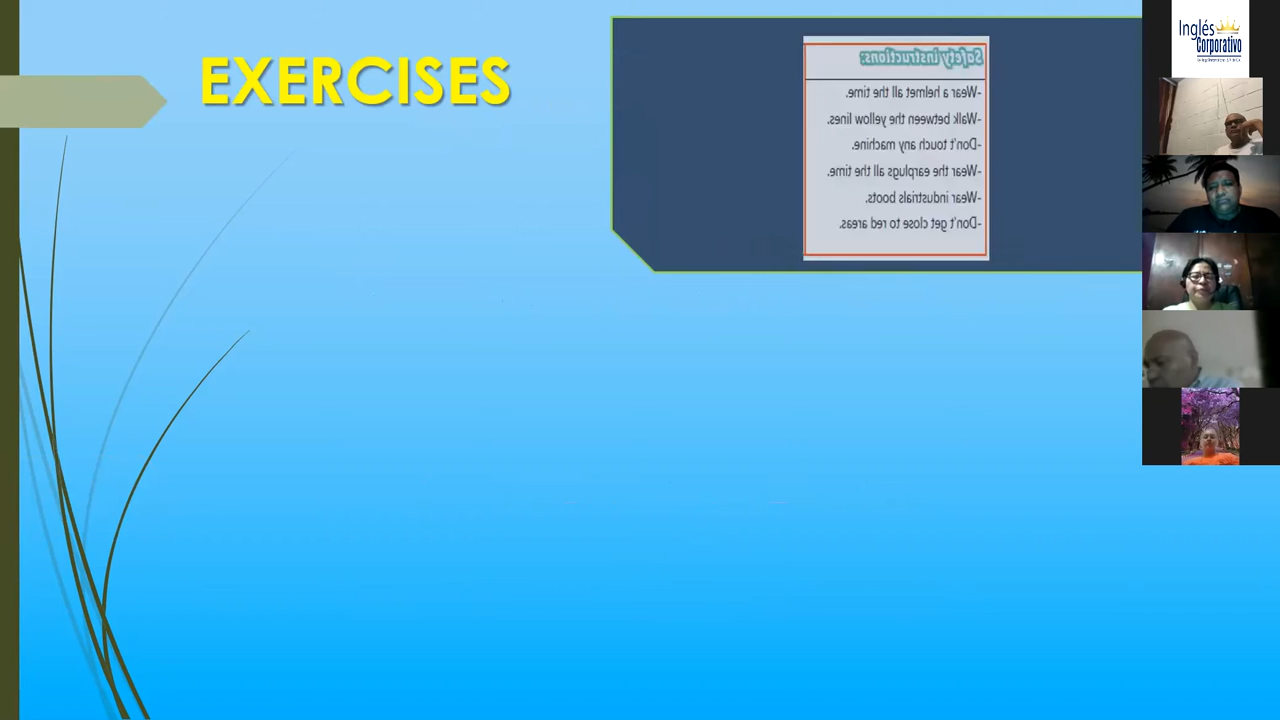 EXERCISES
Safety Instructions:
-Wear a helmet all the time.
-Walk between the yellow lines.
-Don't touch any machine.
-Wear the earplugs all the time.
-Wear industrials boots.
-Don't get close to red areas.
Inglés
Corporativo